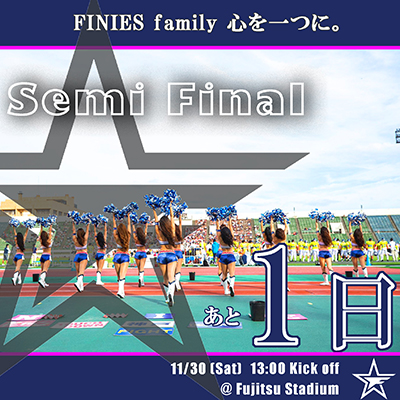 FINIES family 心を一つに。
Semi Final
あと1日
11/30 (Sat) 13:00 Kick off
@ Fujitsu Stadium